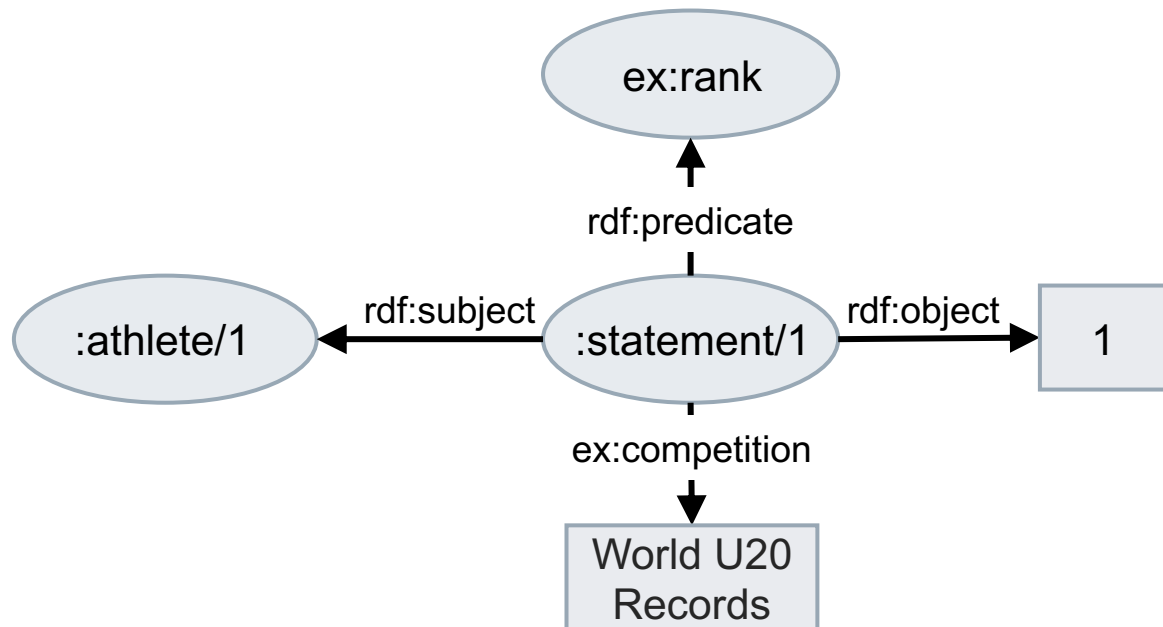 ex:rank
rdf:predicate
:athlete/1
rdf:subject
:statement/1
rdf:object
1
ex:competition
World U20
Records